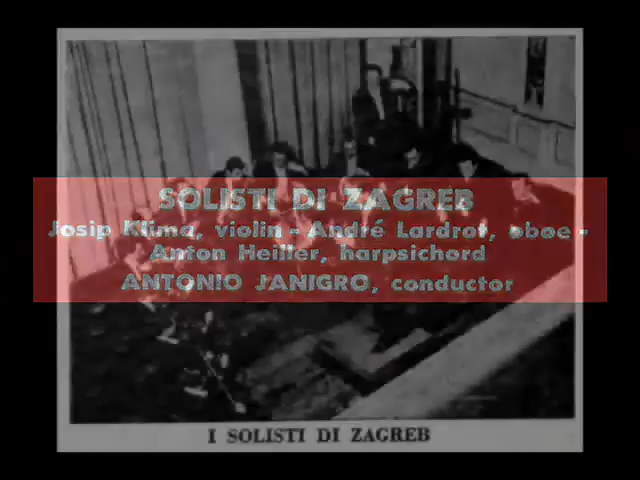 SOLISTI DI ZAGREB
Josip Klima, violin - André Lardrot, oboe -
Anton Heiller, harpsichord
ANTONIO JANIGRO, conductor
I SOLISTI DI ZAGREB